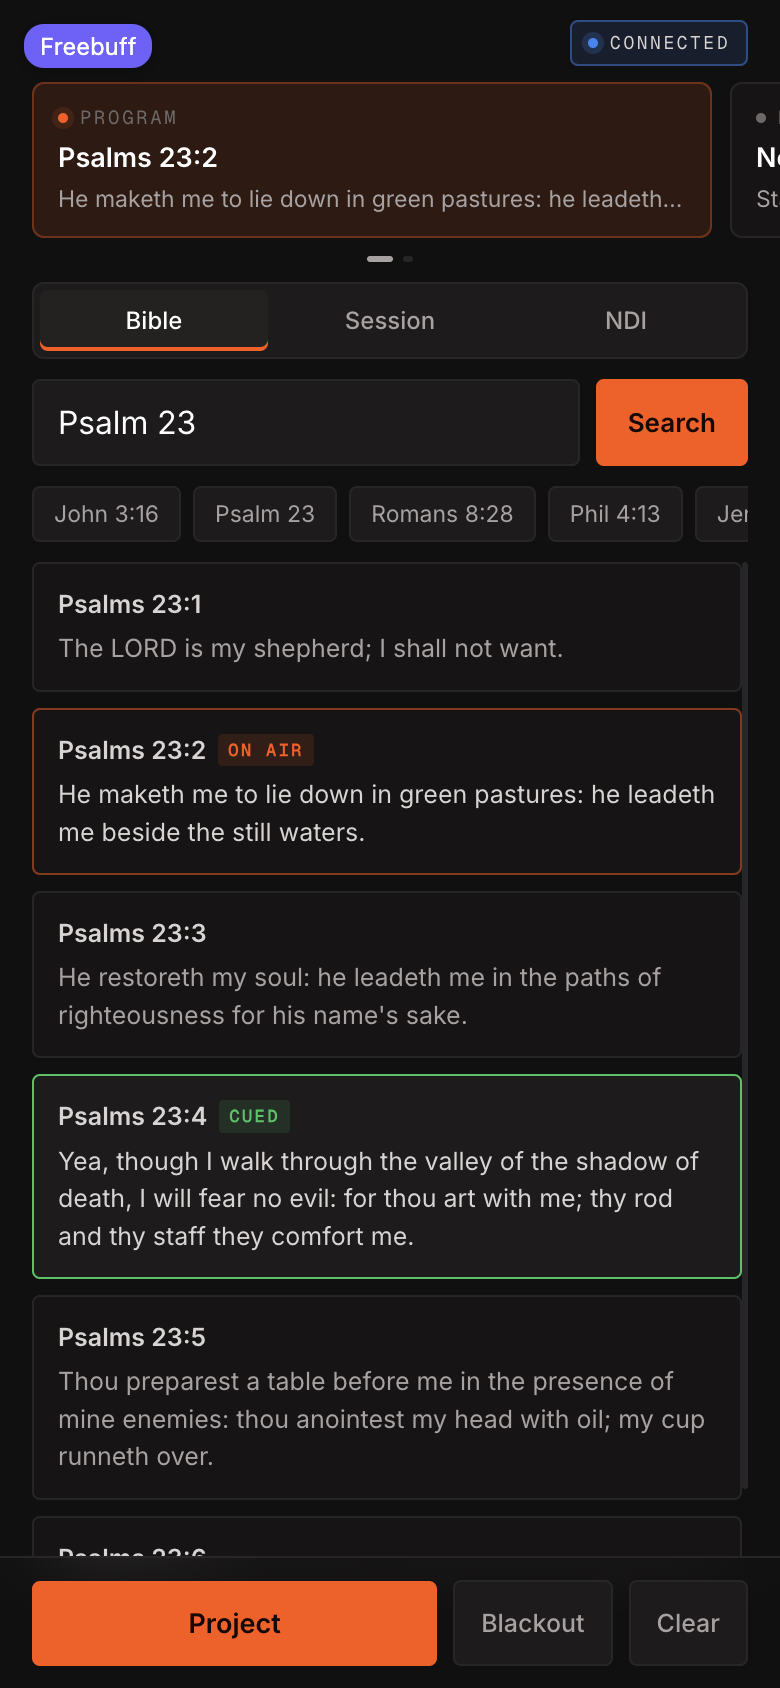 Freebuff
CONNECTED
PROGRAM
Psalms 23:2
He maketh me to lie down in green pastures: he leadeth...
Bible
Session
NDI
Psalm 23
Search
John 3:16
Psalm 23
Romans 8:28
Phil 4:13
Psalms 23:1
The LORD is my shepherd; I shall not want.
Psalms 23:2 ON AIR
He maketh me to lie down in green pastures: he leadeth
me beside the still waters.
Psalms 23:3
He restoreth my soul: he leadeth me in the paths of
righteousness for his name's sake.
Psalms 23:4 CUED
Yea, though I walk through the valley of the shadow of
death, I will fear no evil: for thou art with me; thy rod
and thy staff they comfort me.
Psalms 23:5
Thou preparest a table before me in the presence of
mine enemies: thou anointest my head with oil; my cup
runneth over.
Psalms 23:6
Project
Blackout
Clear